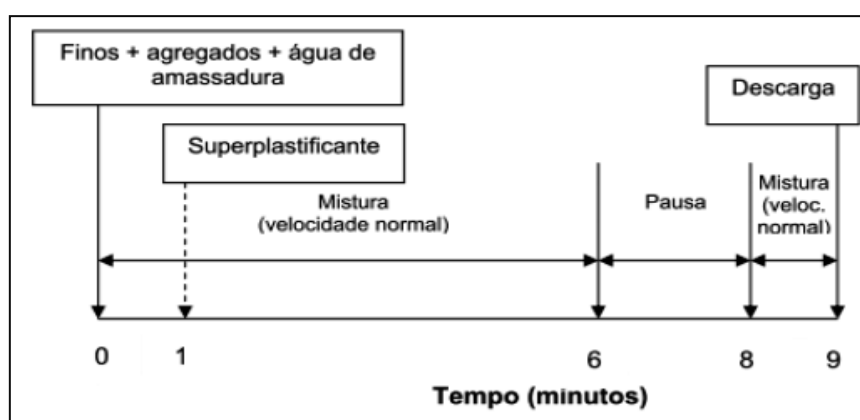 Finos + agregados + água de
amassadura
Descarga
Superplastificante
Mistura
(velocidade normal)
Pausa
Mistura
(veloc.
normal)
0 1 6 8 9
Tempo (minutos)